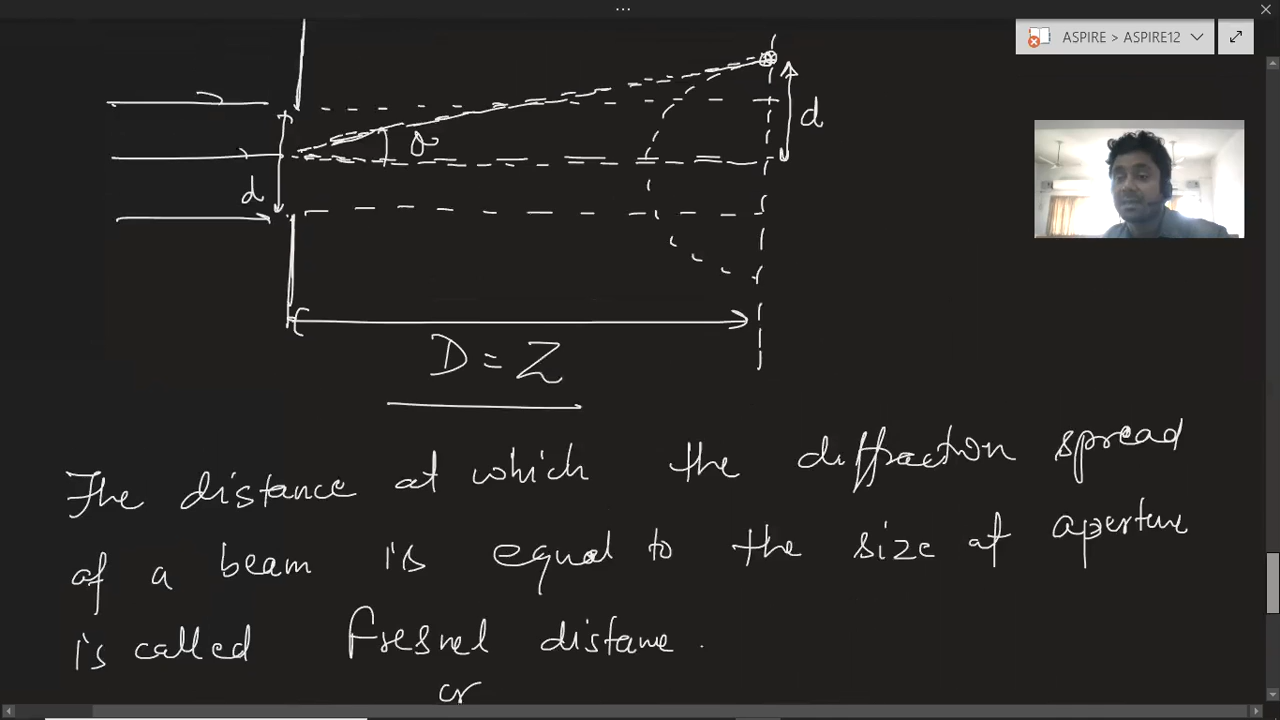 ASPIRE > ASPIRE12
d
θ
d
D = Z
The distance at which the diffraction spread
of a beam is equal to the size of aperture
is called Fresnel distance.
or